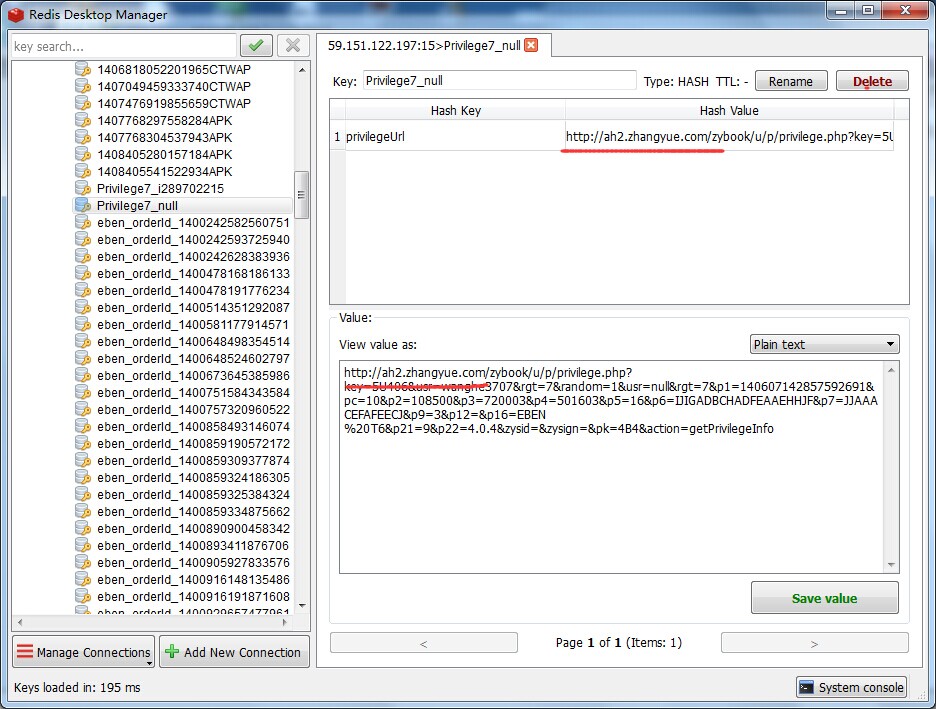 Redis Desktop Manager
key search...
1406818052201965CTWAP
1407049459333740CTWAP
1407476919855659CTWAP
1407768297558284APK
1407768304537943APK
1408405280157184APK
1408405541522934APK
Privilege7_i289702215
Privilege7_null
eben_orderId_1400242582560751
eben_orderId_1400242593725940
eben_orderId_1400242628383936
eben_orderId_1400478168186133
eben_orderId_1400478191776234
eben_orderId_1400514351292087
eben_orderId_1400581177914571
eben_orderId_1400648498354514
eben_orderId_1400648524602797
eben_orderId_1400673645385986
eben_orderId_1400751584343584
eben_orderId_1400757320960522
eben_orderId_1400858493146074
eben_orderId_1400859190572172
eben_orderId_1400859309377874
eben_orderId_1400859324186305
eben_orderId_1400859325384324
eben_orderId_1400859334875662
eben_orderId_1400890900458342
eben_orderId_1400893411876706
eben_orderId_1400905927833576
eben_orderId_1400916148135486
eben_orderId_1400916191871608
eben_orderId_1400929657477961
Manage Connections
Add New Connection
Keys loaded in: 195 ms
59.151.122.197:15>Privilege7_null
Key: Privilege7_null Type: HASH TTL: - Rename Delete
Hash Key Hash Value
1 privilegeUrl http://ah2.zhangyue.com/zybook/u/p/privilege.php?key=5U
Value:
View value as: Plain text
http://ah2.zhangyue.com/zybook/u/p/privilege.php?
key=5U406&usr=wanghe3707&rgt=7&random=1&usr=null&rgt=7&p1=140607142857592691&
pc=10&p2=108500&p3=720003&p4=501603&p5=16&p6=IJIGADBCHADFEAAEHHJF&p7=JJAAA
CEFAFEECJ&p9=3&p12=&p16=EBEN
%20T6&p21=9&p22=4.0.4&zysid=&zysign=&pk=4B4&action=getPrivilegeInfo
Save value
< Page 1 of 1 (Items: 1) >
System console